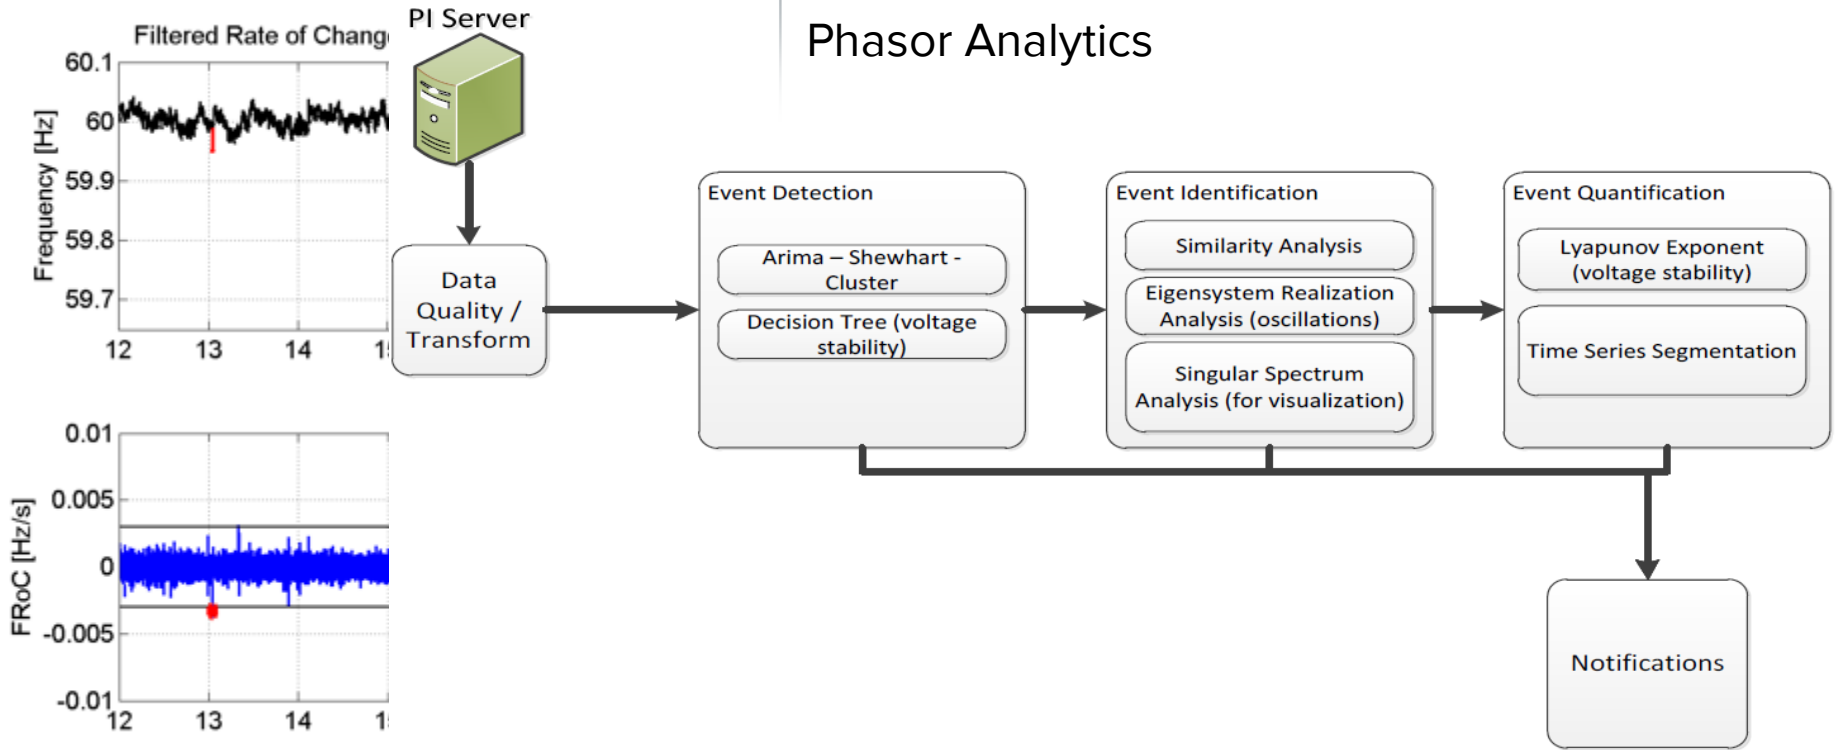 PI Server
Phasor Analytics
Filtered Rate of Change
60.1
60
59.9
59.8
59.7
Frequency [Hz]
12
13
14
0.01
0.005
0
-0.005
-0.01
FRoC [Hz/s]
12
13
14
Data
Quality /
Transform
Event Detection
Arima – Shewhart -
Cluster
Decision Tree (voltage
stability)
Event Identification
Similarity Analysis
Eigensystem Realization
Analysis (oscillations)
Singular Spectrum
Analysis (for visualization)
Event Quantification
Lyapunov Exponent
(voltage stability)
Time Series Segmentation
Notifications